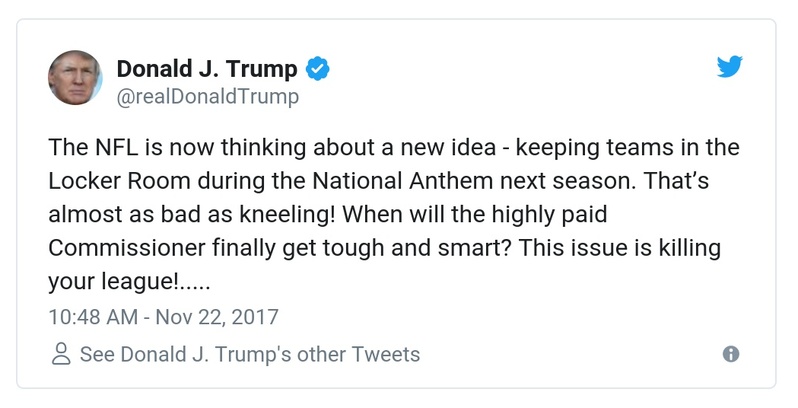 Donald J. Trump
@realDonaldTrump
The NFL is now thinking about a new idea - keeping teams in the
Locker Room during the National Anthem next season. That’s
almost as bad as kneeling! When will the highly paid
Commissioner finally get tough and smart? This issue is killing
your league!.....
10:48 AM - Nov 22, 2017
See Donald J. Trump's other Tweets